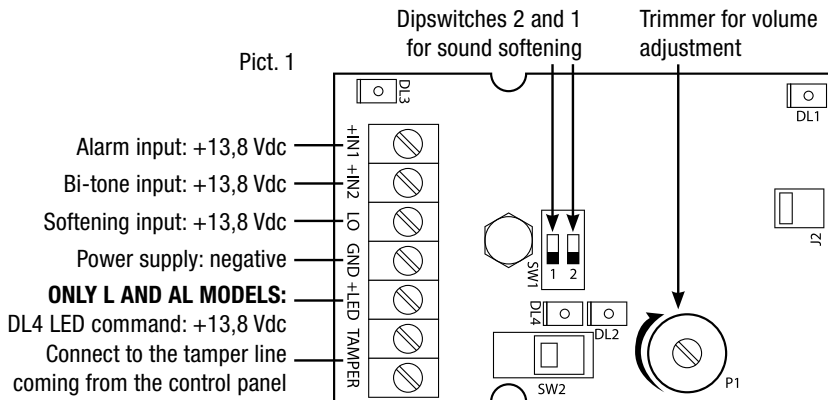 Dipswitches 2 and 1
for sound softening
Trimmer for volume
adjustment
Pict. 1
DL3
DL1
Alarm input: +13,8 Vdc
+IN1
Bi-tone input: +13,8 Vdc
+IN2
Softening input: +13,8 Vdc
LO
J2
Power supply: negative
GND
SW1
1 2
ONLY L AND AL MODELS:
DL4 LED command: +13,8 Vdc
+LED
DL4
DL2
Connect to the tamper line
coming from the control panel
TAMPER
SW2
P1